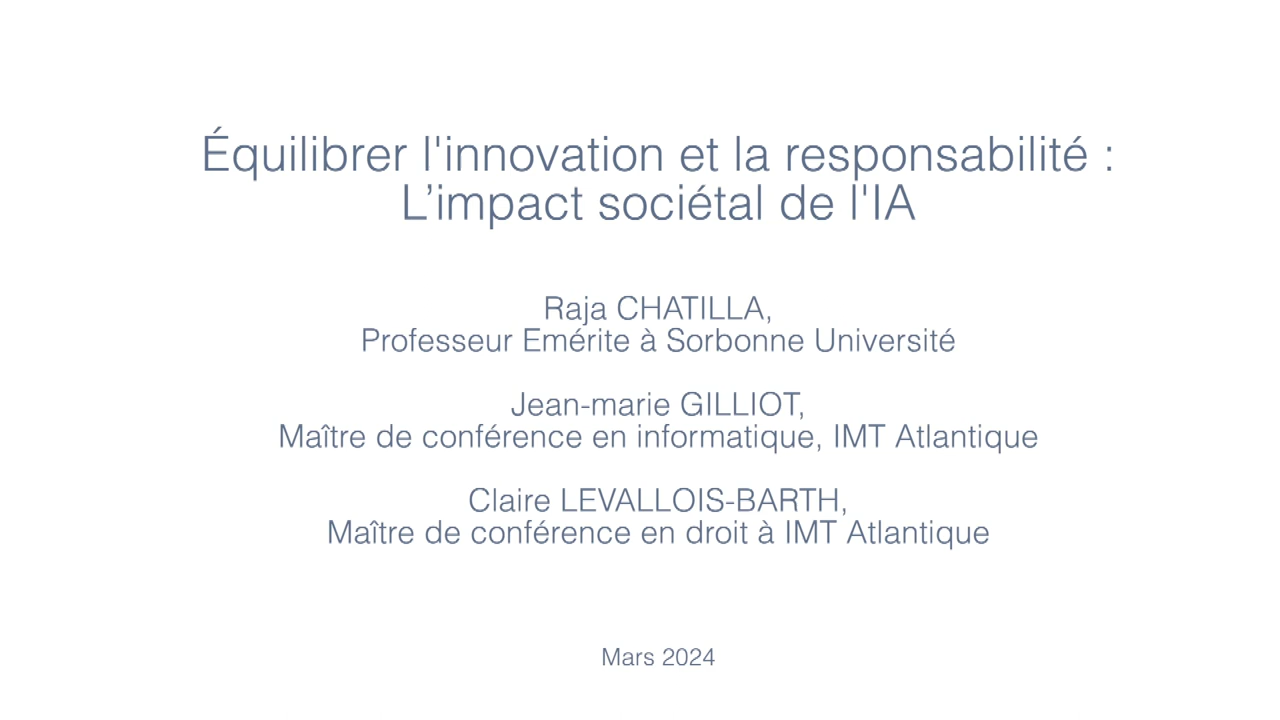 Équilibrer l'innovation et la responsabilité :
L’impact sociétal de l'IA
Raja CHATILLA,
Professeur Emérite à Sorbonne Université
Jean-marie GILLIOT,
Maître de conférence en informatique, IMT Atlantique
Claire LEVALLOIS-BARTH,
Maître de conférence en droit à IMT Atlantique
Mars 2024